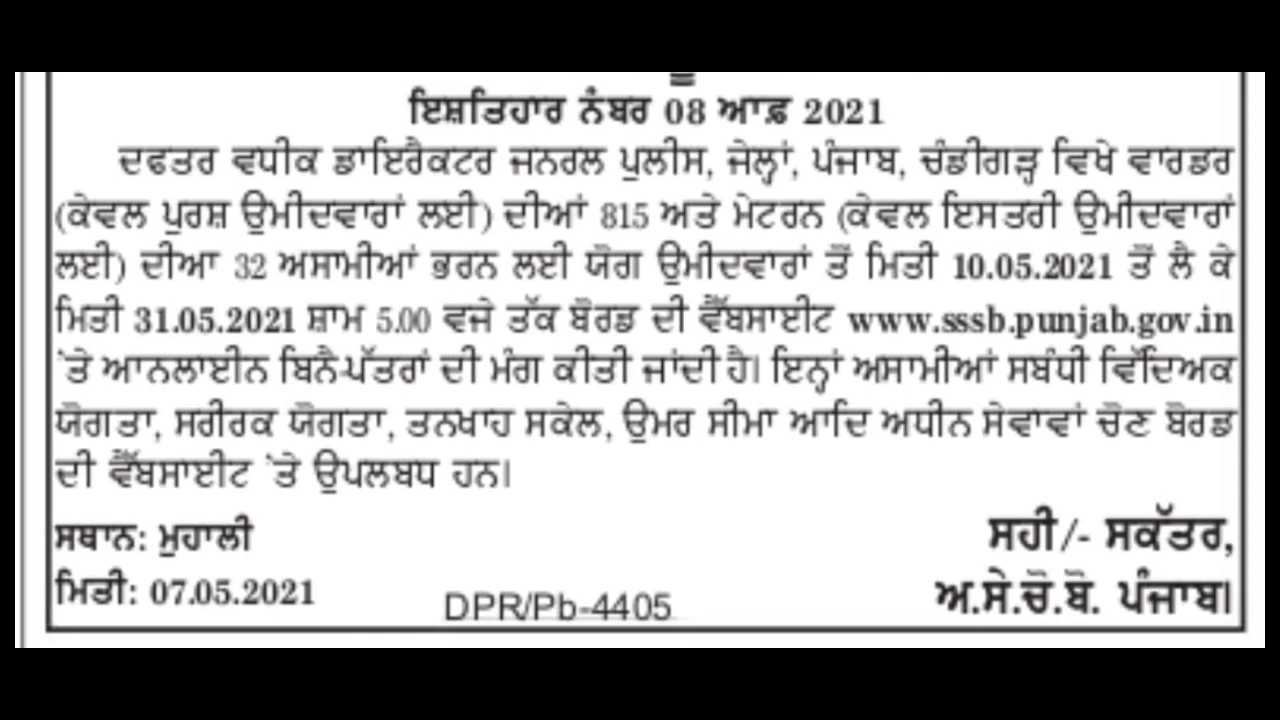 ਇਸ਼ਤਿਹਾਰ ਨੰਬਰ 08 ਆਫ਼ 2021
ਦਫਤਰ ਵਧੀਕ ਡਾਇਰੈਕਟਰ ਜਨਰਲ ਪੁਲੀਸ, ਜੇਲ੍ਹਾਂ, ਪੰਜਾਬ, ਚੰਡੀਗੜ੍ਹ ਵਿਖੇ ਵਾਰਡਰ
(ਕੇਵਲ ਪੁਰਸ਼ ਉਮੀਦਵਾਰਾਂ ਲਈ) ਦੀਆਂ 815 ਅਤੇ ਮੇਟਰਨ (ਕੇਵਲ ਇਸਤਰੀ ਉਮੀਦਵਾਰਾਂ
ਲਈ) ਦੀਆ 32 ਅਸਾਮੀਆਂ ਭਰਨ ਲਈ ਯੋਗ ਉਮੀਦਵਾਰਾਂ ਤੋਂ ਮਿਤੀ 10.05.2021 ਤੋਂ ਲੈ ਕੇ
ਮਿਤੀ 31.05.2021 ਸ਼ਾਮ 5.00 ਵਜੇ ਤੱਕ ਬੋਰਡ ਦੀ ਵੈੱਬਸਾਈਟ www.sssb.punjab.gov.in
'ਤੇ ਆਨਲਾਈਨ ਬਿਨੈ-ਪੱਤਰਾਂ ਦੀ ਮੰਗ ਕੀਤੀ ਜਾਂਦੀ ਹੈ। ਇਨ੍ਹਾਂ ਅਸਾਮੀਆਂ ਸਬੰਧੀ ਵਿੱਦਿਅਕ
ਯੋਗਤਾ, ਸਰੀਰਕ ਯੋਗਤਾ, ਤਨਖਾਹ ਸਕੇਲ, ਉਮਰ ਸੀਮਾ ਆਦਿ ਅਧੀਨ ਸੇਵਾਵਾਂ ਚੋਣ ਬੋਰਡ
ਦੀ ਵੈੱਬਸਾਈਟ 'ਤੇ ਉਪਲਬਧ ਹਨ।
ਸਥਾਨ: ਮੁਹਾਲੀ
ਸਹੀ/- ਸਕੱਤਰ,
ਮਿਤੀ: 07.05.2021
DPR/Pb-4405
ਅ.ਸੇ.ਚੋ.ਬੋ. ਪੰਜਾਬ।